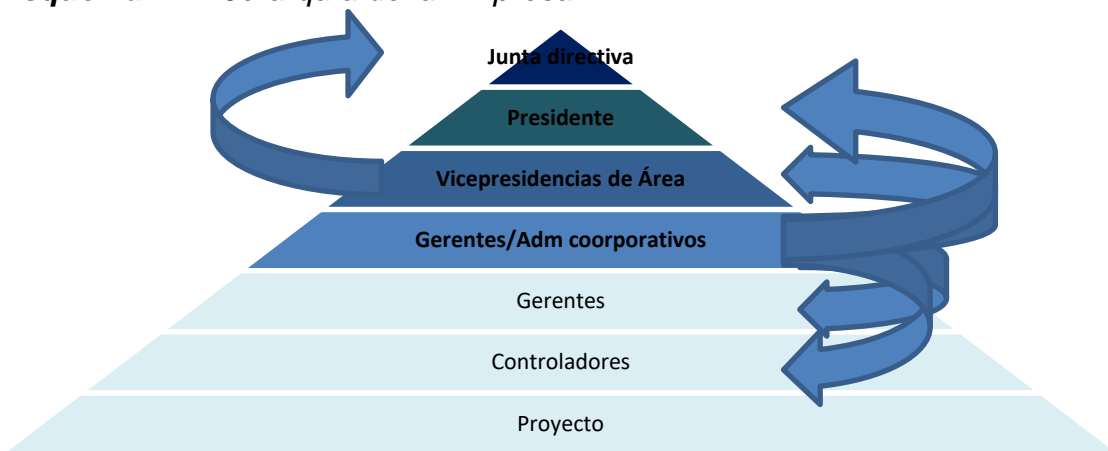 Junta directiva
Presidente
Vicepresidencias de Área
Gerentes/Adm coorporativos
Gerentes
Controladores
Proyecto